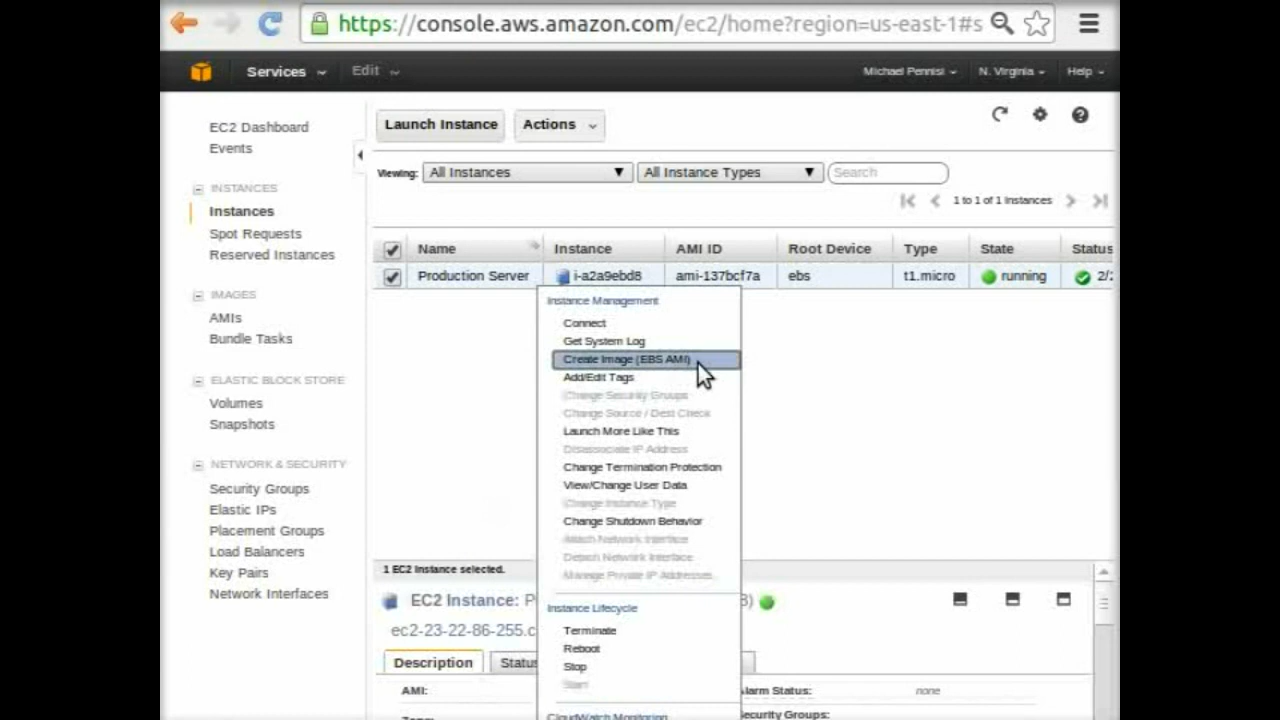 https://console.aws.amazon.com/ec2/home?region=us-east-1#s
Services Edit Michael Pennisi N. Virginia Help
EC2 Dashboard
Events
INSTANCES
Instances
Spot Requests
Reserved Instances
IMAGES
AMIs
Bundle Tasks
ELASTIC BLOCK STORE
Volumes
Snapshots
NETWORK & SECURITY
Security Groups
Elastic IPs
Placement Groups
Load Balancers
Key Pairs
Network Interfaces
Launch Instance Actions
Viewing: All Instances All Instance Types Search
1 to 1 of 1 Instances
Name Instance AMI ID Root Device Type State Status
Production Server i-a2a9ebd8 ami-137bcf7a ebs t1.micro running 2/2
Instance Management
Connect
Get System Log
Create Image (EBS AMI)
Add/Edit Tags
Change Security Groups
Change Source / Dest Check
Launch More Like This
Disassociate IP Address
Change Termination Protection
View/Change User Data
Change Instance Type
Change Shutdown Behavior
Attach Network Interface
Detach Network Interface
Manage Private IP Addresses
Instance Lifecycle
Terminate
Reboot
Stop
Start
CloudWatch Monitoring
1 EC2 Instance selected.
EC2 Instance: P 8)
ec2-23-22-86-255.c
Description Statu
AMI: larm Status: none
ecurity Groups: